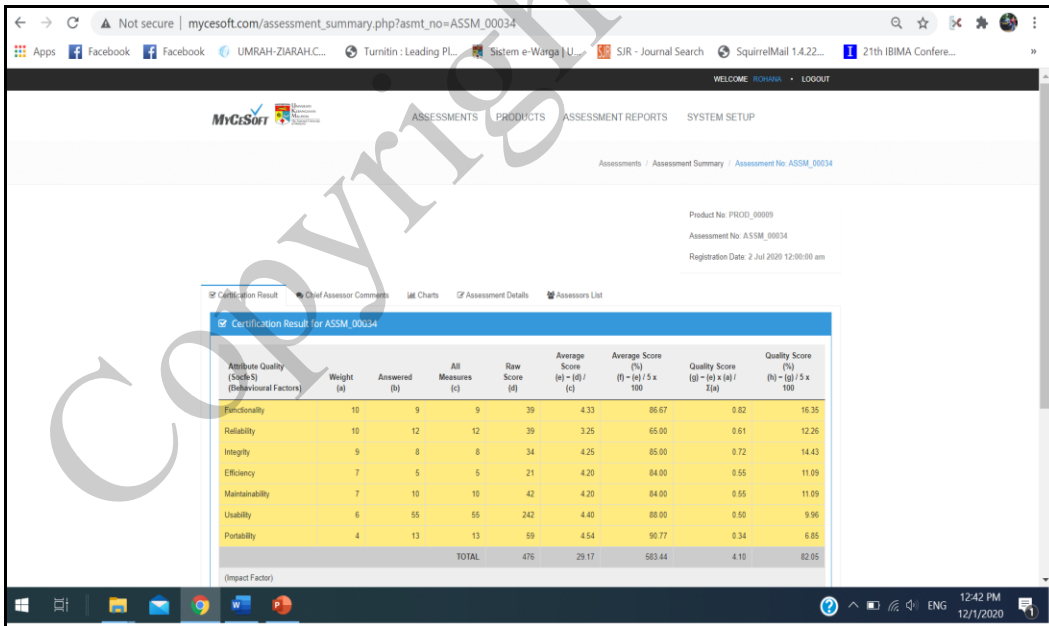 Not secure | mycesoft.com/assessment_summary.php?asmt_no=ASSM_00034
Apps Facebook Facebook UMRAH-ZIARAH.C... Turnitin : Leading Pl... Sistem e-Warga | U... SJR - Journal Search SquirrelMail 1.4.22... 21th IBIMA Confere... »
WELCOME ROHANA • LOGOUT
MyCeSoft ASSESSMENTS PRODUCTS ASSESSMENT REPORTS SYSTEM SETUP
Assessments / Assessment Summary / Assessment No: ASSM_00034
Product No: PROD_00009
Assessment No: ASSM_00034
Registration Date: 2 Jul 2020 12:00:00 am
Certification Result Chief Assessor Comments Charts Assessment Details Assessors List
Certification Result for ASSM_00034
Attribute Quality (SocfeS) (Behavioural Factors) Weight (a) Answered (b) All Measures (c) Raw Score (d) Average Score (e) = (d) / (c) Average Score (%) (f) = (e) / 5 x 100 Quality Score (g) = (e) x (a) / Σ(a) Quality Score (%) (h) = (g) / 5 x 100
Functionality 10 9 9 39 4.33 86.67 0.82 16.35
Reliability 10 12 12 39 3.25 65.00 0.61 12.26
Integrity 9 8 8 34 4.25 85.00 0.72 14.43
Efficiency 7 5 5 21 4.20 84.00 0.55 11.09
Maintainability 7 10 10 42 4.20 84.00 0.55 11.09
Usability 6 55 55 242 4.40 88.00 0.50 9.96
Portability 4 13 13 59 4.54 90.77 0.34 6.85
TOTAL 476 29.17 583.44 4.10 82.05
(Impact Factor)
ENG 12:42 PM
12/1/2020
Copyright